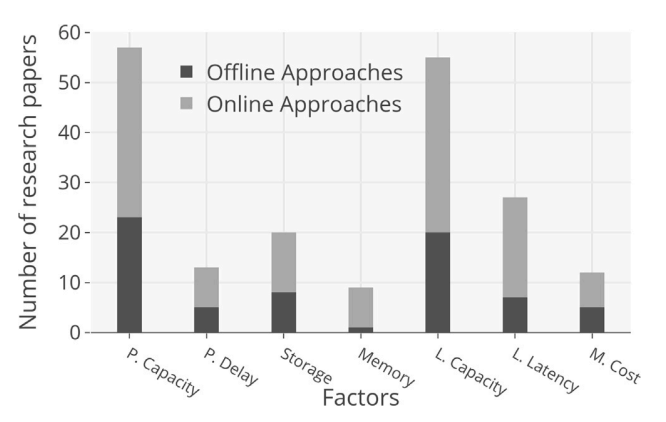 Number of research papers
60
50
40
30
20
10
0
Offline Approaches
Online Approaches
P. Capacity
P. Delay
Storage
Memory
L. Capacity
L. Latency
M. Cost
Factors